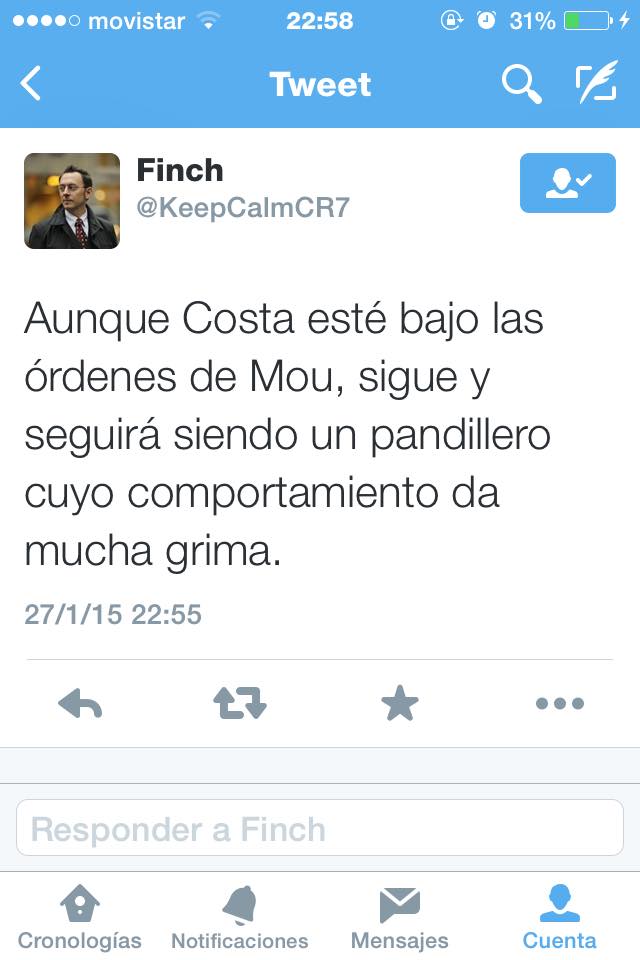 movistar 22:58 31%
Tweet
Finch
@KeepCalmCR7
Aunque Costa esté bajo las
órdenes de Mou, sigue y
seguirá siendo un pandillero
cuyo comportamiento da
mucha grima.
27/1/15 22:55
Responder a Finch
Cronologías Notificaciones Mensajes Cuenta